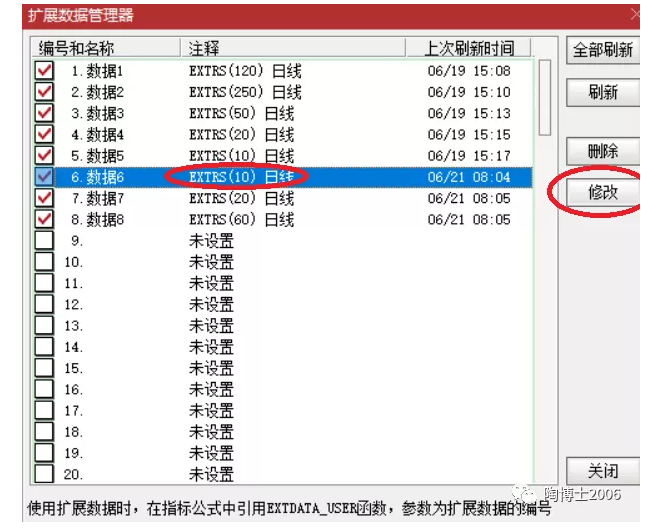 扩展数据管理器
编号和名称 注释 上次刷新时间 全部刷新
1. 数据1 EXTRS(120) 日线 06/19 15:08
2. 数据2 EXTRS(250) 日线 06/19 15:10 刷新
3. 数据3 EXTRS(50) 日线 06/19 15:13
4. 数据4 EXTRS(20) 日线 06/19 15:15
5. 数据5 EXTRS(10) 日线 06/19 15:17 删除
6. 数据6 EXTRS(10) 日线 06/21 08:04 修改
7. 数据7 EXTRS(20) 日线 06/21 08:05
8. 数据8 EXTRS(60) 日线 06/21 08:05
9. 未设置
10. 未设置
11. 未设置
12. 未设置
13. 未设置
14. 未设置
15. 未设置
16. 未设置
17. 未设置
18. 未设置
19. 未设置
20. 未设置 关闭
陶博士2006
使用扩展数据时，在指标公式中引用EXTDATA_USER函数，参数为扩展数据的编号